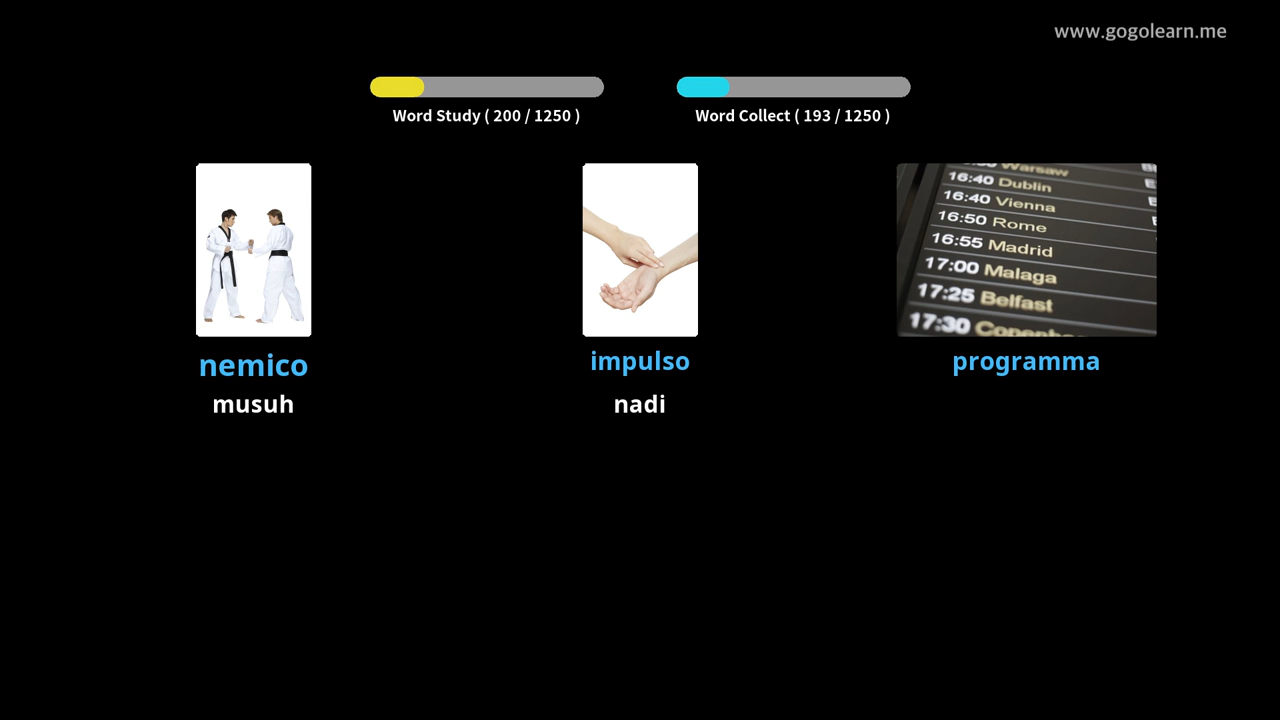 www.gogolearn.me
Word Study ( 200 / 1250 )
Word Collect ( 193 / 1250 )
Warsaw
16:40 Dublin
16:40 Vienna
16:50 Rome
16:55 Madrid
17:00 Malaga
17:25 Belfast
17:30
nemico
impulso
programma
musuh
nadi